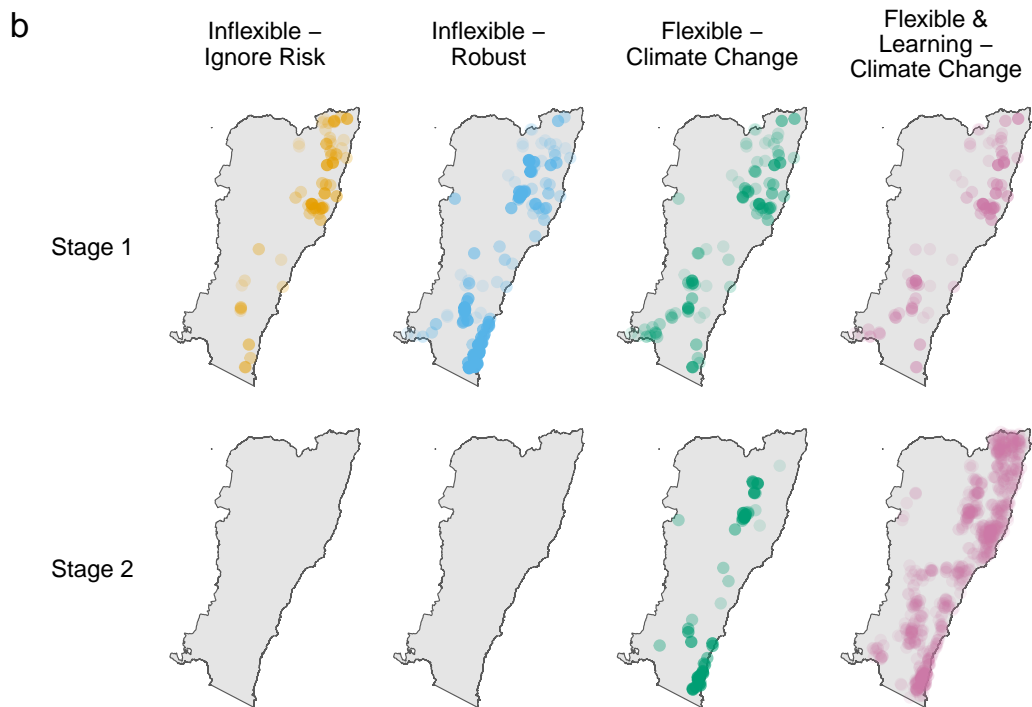 b
Inflexible –
Ignore Risk
Inflexible –
Robust
Flexible –
Climate Change
Flexible &
Learning –
Climate Change
Stage 1
Stage 2